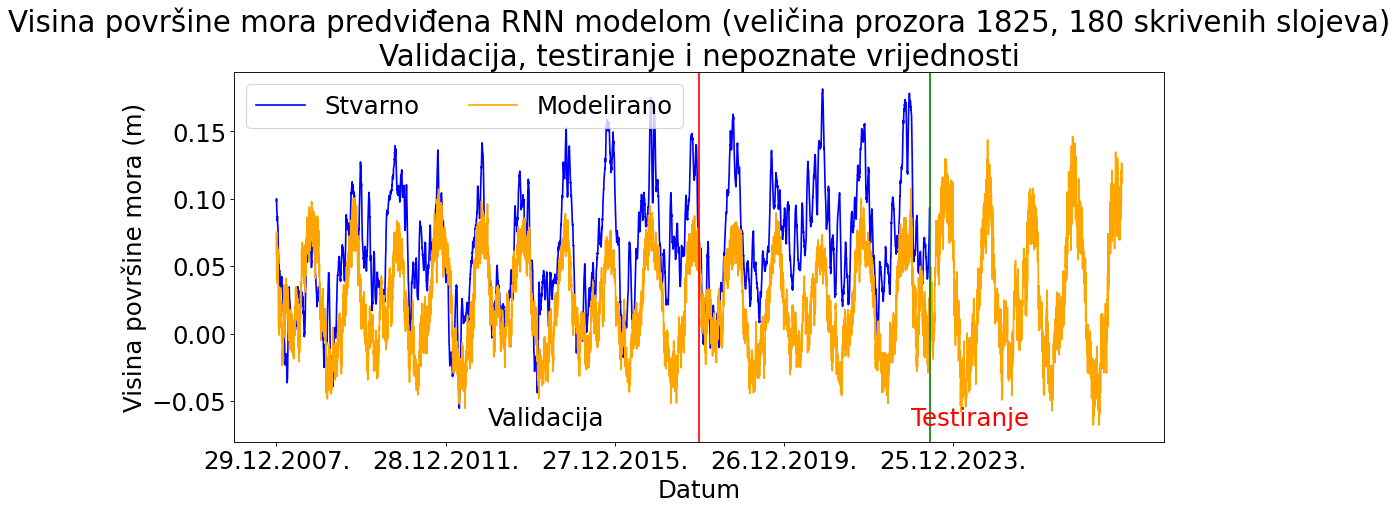 Visina površine mora predviđena RNN modelom (veličina prozora 1825, 180 skrivenih slojeva)
Validacija, testiranje i nepoznate vrijednosti
Stvarno
Modelirano
Visina površine mora (m)
0.15
0.10
0.05
0.00
−0.05
Validacija
Testiranje
29.12.2007.
28.12.2011.
27.12.2015.
26.12.2019.
25.12.2023.
Datum